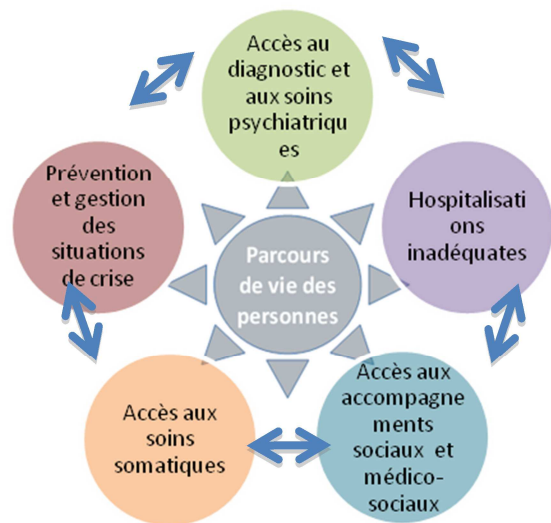 Accès au
diagnostic et
aux soins
psychiatriqu
es
Prévention
et gestion
des
situations
de crise
Hospitalisati
ons
inadéquates
Parcours
de vie des
personnes
Accès aux
soins
somatiques
Accès aux
accompagne
ments
sociaux et
médico-
sociaux